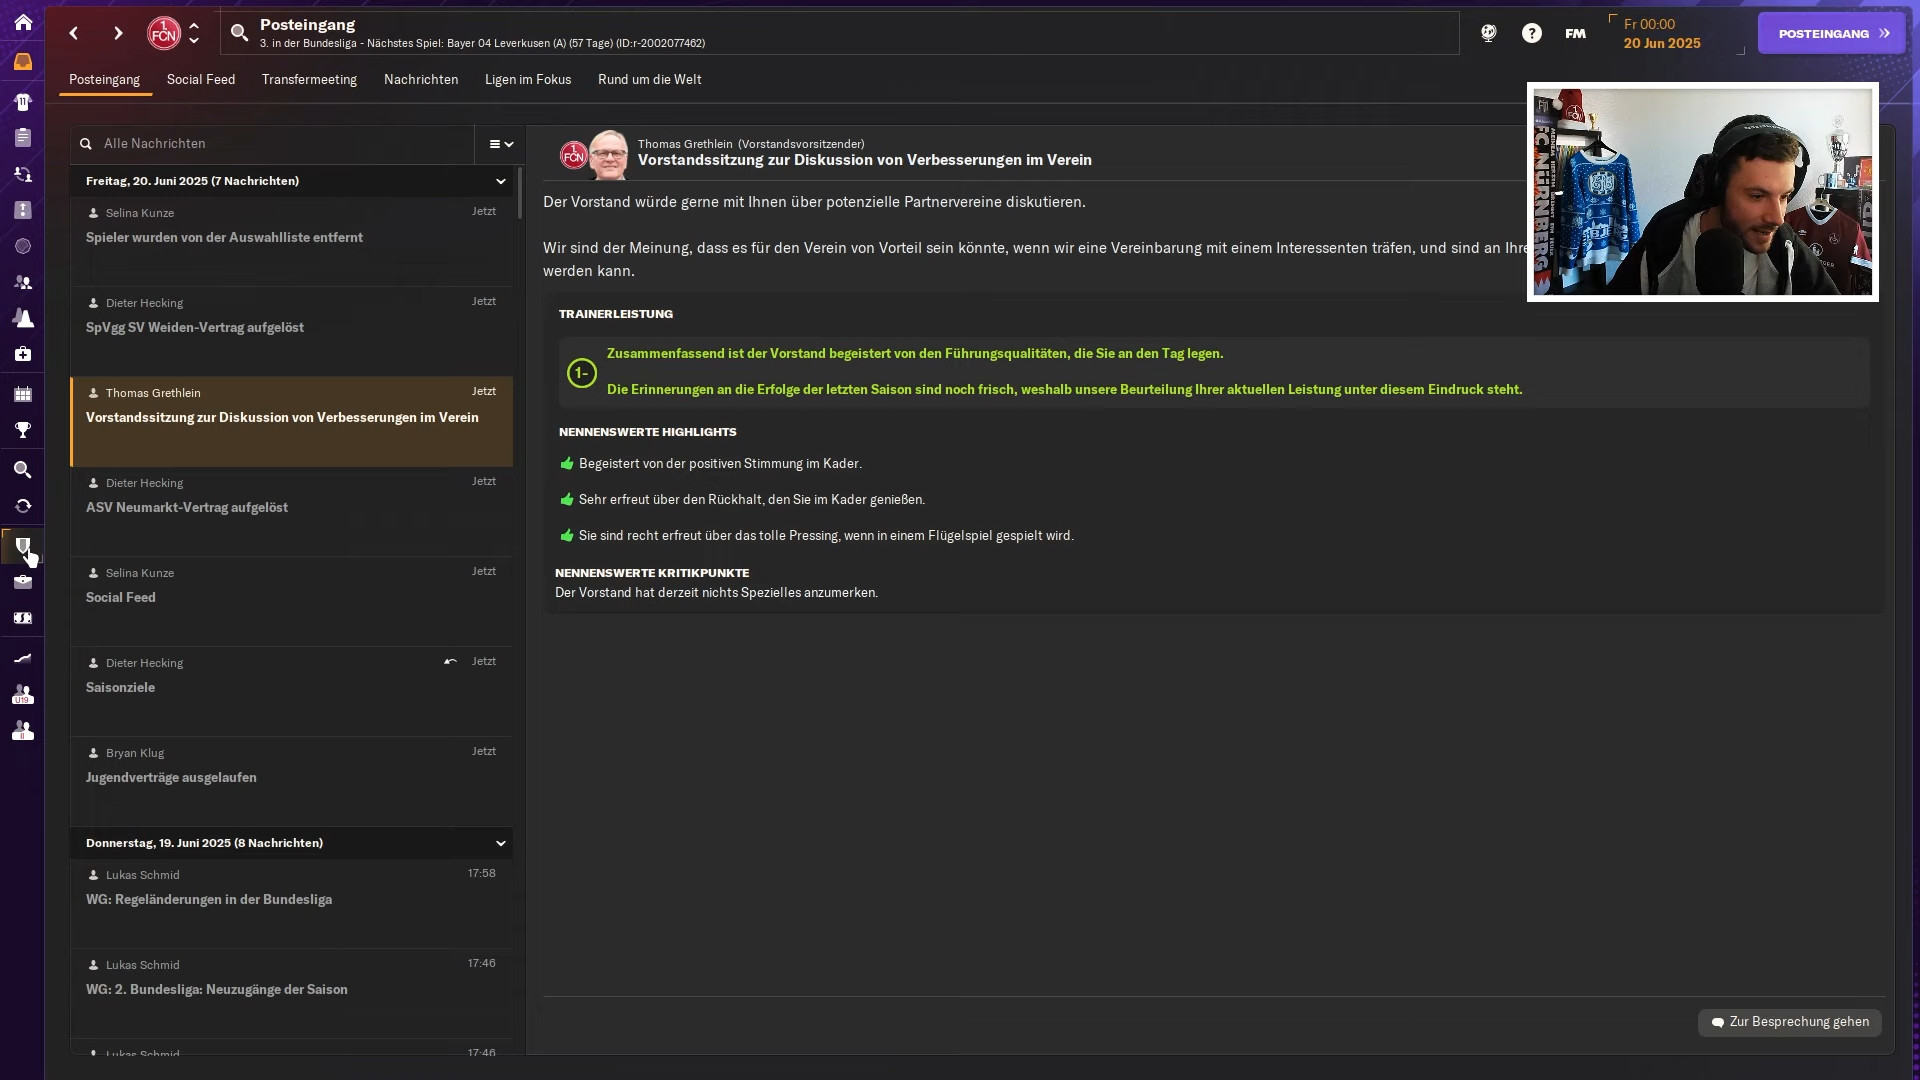 Posteingang
3. in der Bundesliga - Nächstes Spiel: Bayer 04 Leverkusen (A) (57 Tage) (ID:r-2002077462)
FM
Fr 00:00
20 Jun 2025
POSTEINGANG
Posteingang
Social Feed
Transfermeeting
Nachrichten
Ligen im Fokus
Rund um die Welt
Alle Nachrichten
Freitag, 20. Juni 2025 (7 Nachrichten)
Selina Kunze
Jetzt
Spieler wurden von der Auswahlliste entfernt
Dieter Hecking
Jetzt
SpVgg SV Weiden-Vertrag aufgelöst
Thomas Grethlein
Jetzt
Vorstandssitzung zur Diskussion von Verbesserungen im Verein
Dieter Hecking
Jetzt
ASV Neumarkt-Vertrag aufgelöst
Selina Kunze
Jetzt
Social Feed
Dieter Hecking
Jetzt
Saisonziele
Bryan Klug
Jetzt
Jugendverträge ausgelaufen
Donnerstag, 19. Juni 2025 (8 Nachrichten)
Lukas Schmid
17:58
WG: Regeländerungen in der Bundesliga
Lukas Schmid
17:46
WG: 2. Bundesliga: Neuzugänge der Saison
Lukas Schmid
17:46
Thomas Grethlein (Vorstandsvorsitzender)
Vorstandssitzung zur Diskussion von Verbesserungen im Verein
Der Vorstand würde gerne mit Ihnen über potenzielle Partnervereine diskutieren.
Wir sind der Meinung, dass es für den Verein von Vorteil sein könnte, wenn wir eine Vereinbarung mit einem Interessenten träfen, und sind an Ihre
werden kann.
TRAINERLEISTUNG
1-
Zusammenfassend ist der Vorstand begeistert von den Führungsqualitäten, die Sie an den Tag legen.
Die Erinnerungen an die Erfolge der letzten Saison sind noch frisch, weshalb unsere Beurteilung Ihrer aktuellen Leistung unter diesem Eindruck steht.
NENNENSWERTE HIGHLIGHTS
Begeistert von der positiven Stimmung im Kader.
Sehr erfreut über den Rückhalt, den Sie im Kader genießen.
Sie sind recht erfreut über das tolle Pressing, wenn in einem Flügelspiel gespielt wird.
NENNENSWERTE KRITIKPUNKTE
Der Vorstand hat derzeit nichts Spezielles anzumerken.
Zur Besprechung gehen
1.
FCN
1.
FCN
U19
II
11
FC NÜRNBERG